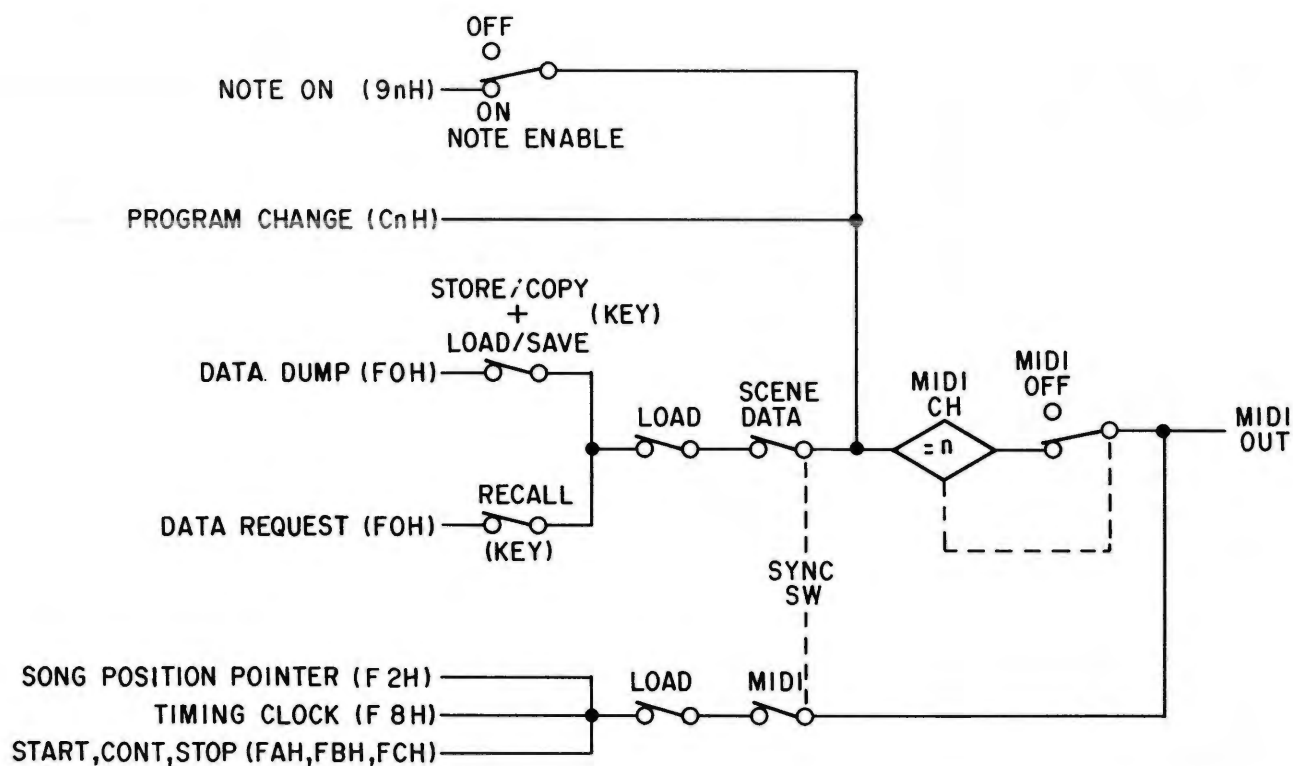 OFF
NOTE ON (9nH)
ON
NOTE ENABLE
PROGRAM CHANGE (CnH)
STORE/COPY
+ (KEY)
LOAD/SAVE
DATA DUMP (F0H)
LOAD
SCENE
DATA
MIDI
CH
=n
MIDI
OFF
MIDI
OUT
RECALL
DATA REQUEST (F0H)
(KEY)
SYNC
SW
SONG POSITION POINTER (F2H)
TIMING CLOCK (F8H)
START,CONT,STOP (FAH,FBH,FCH)
LOAD
MIDI